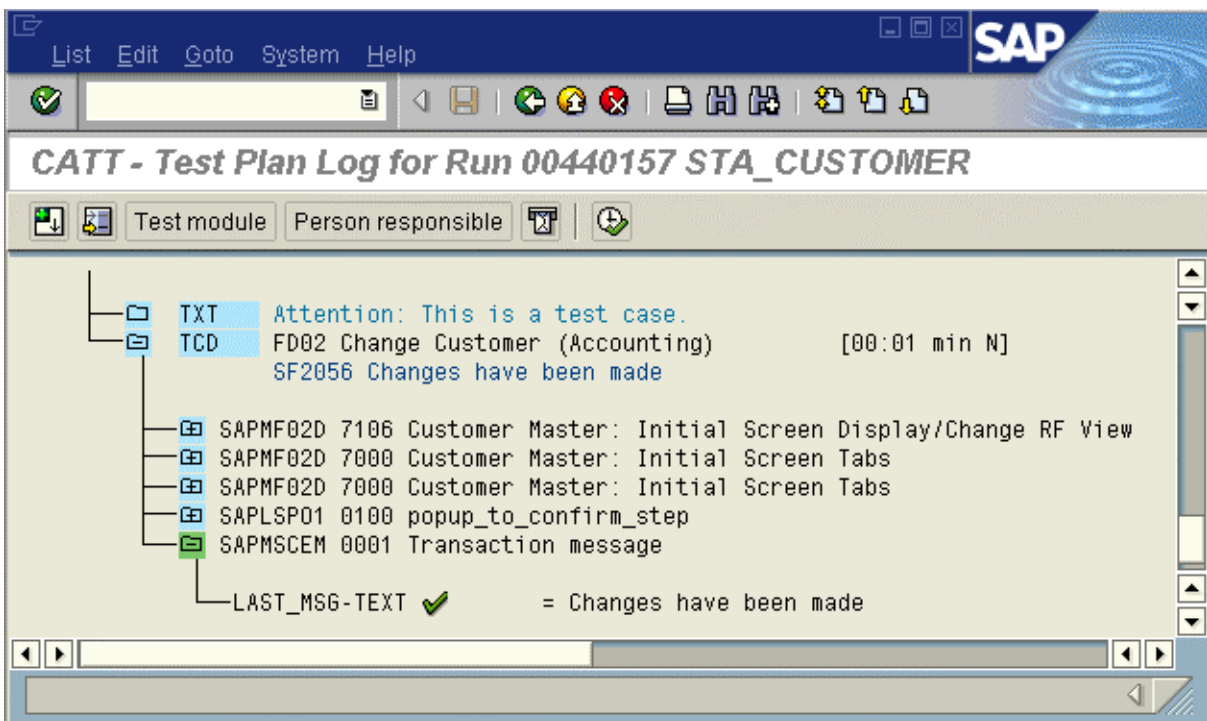 List Edit Goto System Help
SAP
CATT - Test Plan Log for Run 00440157 STA_CUSTOMER
Test module Person responsible
TXT Attention: This is a test case.
TCD FD02 Change Customer (Accounting) [00:01 min N]
SF2056 Changes have been made
SAPMF02D 7106 Customer Master: Initial Screen Display/Change RF View
SAPMF02D 7000 Customer Master: Initial Screen Tabs
SAPMF02D 7000 Customer Master: Initial Screen Tabs
SAPLSPO1 0100 popup_to_confirm_step
SAPMSCEM 0001 Transaction message
LAST_MSG-TEXT = Changes have been made